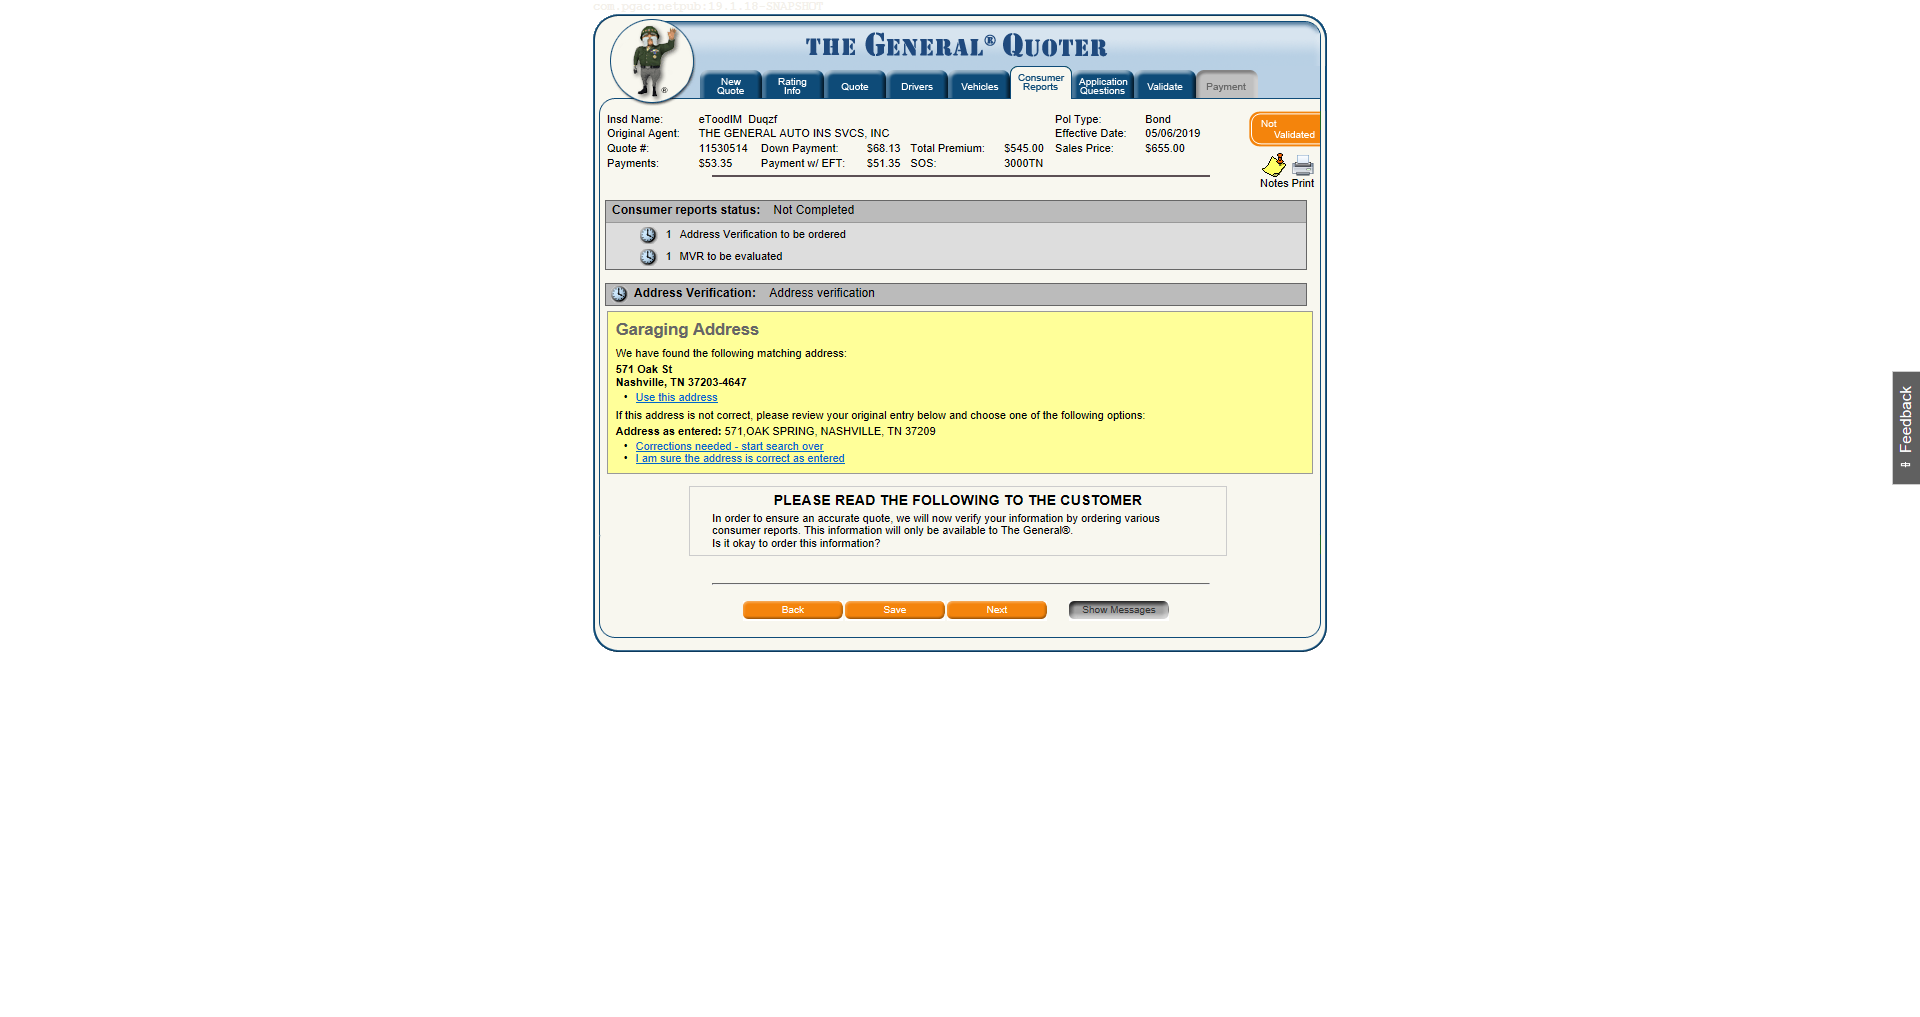 com.pgac:netpub:19.1.18-SNAPSHOT
THE GENERAL® QUOTER
New Quote
Rating Info
Quote
Drivers
Vehicles
Consumer Reports
Application Questions
Validate
Payment
®
Insd Name: eToodIM Duqzf Pol Type: Bond
Original Agent: THE GENERAL AUTO INS SVCS, INC Effective Date: 05/06/2019
Quote #: 11530514 Down Payment: $68.13 Total Premium: $545.00 Sales Price: $655.00
Payments: $53.35 Payment w/ EFT: $51.35 SOS: 3000TN
Not
Validated
Notes Print
Consumer reports status: Not Completed
1 Address Verification to be ordered
1 MVR to be evaluated
Address Verification: Address verification
Garaging Address
We have found the following matching address:
571 Oak St
Nashville, TN 37203-4647
• Use this address
If this address is not correct, please review your original entry below and choose one of the following options:
Address as entered: 571,OAK SPRING, NASHVILLE, TN 37209
• Corrections needed - start search over
• I am sure the address is correct as entered
PLEASE READ THE FOLLOWING TO THE CUSTOMER
In order to ensure an accurate quote, we will now verify your information by ordering various
consumer reports. This information will only be available to The General®.
Is it okay to order this information?
Back Save Next Show Messages
Feedback